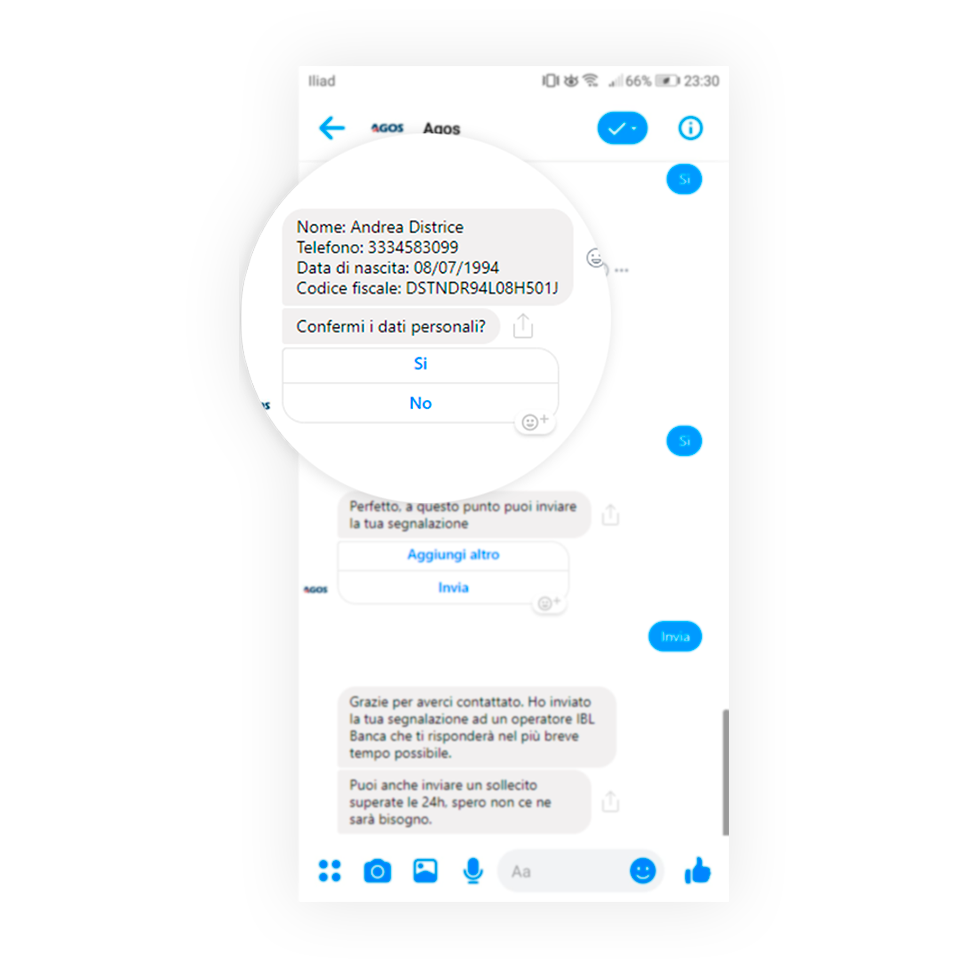 Iliad
66% 23:30
AGOS Agos
Si
Nome: Andrea Districe
Telefono: 3334583099
Data di nascita: 08/07/1994
Codice fiscale: DSTNDR94L08H501J
Confermi i dati personali?
Si
No
Si
Perfetto, a questo punto puoi inviare
la tua segnalazione
Aggiungi altro
Invia
AGOS
Invia
Grazie per averci contattato. Ho inviato
la tua segnalazione ad un operatore IBL
Banca che ti risponderà nel più breve
tempo possibile.
Puoi anche inviare un sollecito
superate le 24h, spero non ce ne
sarà bisogno.
Aa